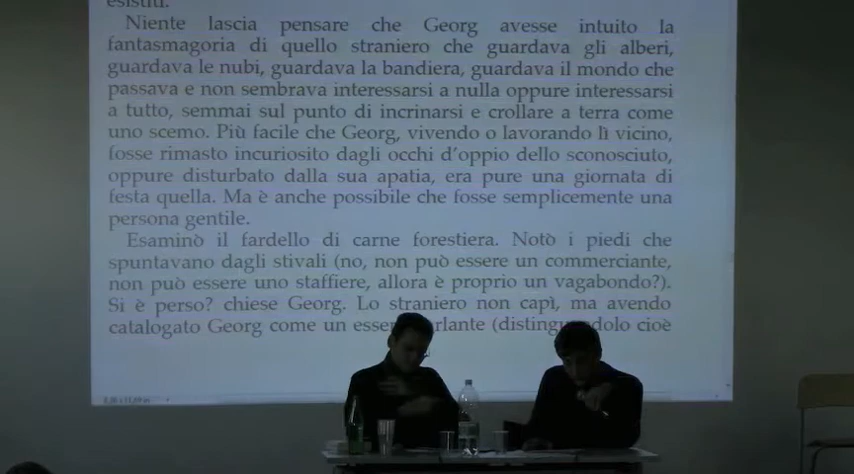 esistiti.
Niente lascia pensare che Georg avesse intuito la
fantasmagoria di quello straniero che guardava gli alberi,
guardava le nubi, guardava la bandiera, guardava il mondo che
passava e non sembrava interessarsi a nulla oppure interessarsi
a tutto, semmai sul punto di incrinarsi e crollare a terra come
uno scemo. Più facile che Georg, vivendo o lavorando lì vicino,
fosse rimasto incuriosito dagli occhi d'oppio dello sconosciuto,
oppure disturbato dalla sua apatia, era pure una giornata di
festa quella. Ma è anche possibile che fosse semplicemente una
persona gentile.
Esaminò il fardello di carne forestiera. Notò i piedi che
spuntavano dagli stivali (no, non può essere un commerciante,
non può essere uno staffiere, allora è proprio un vagabondo?).
Si è perso? chiese Georg. Lo straniero non capì, ma avendo
catalogato Georg come un (distinguendolo cioè